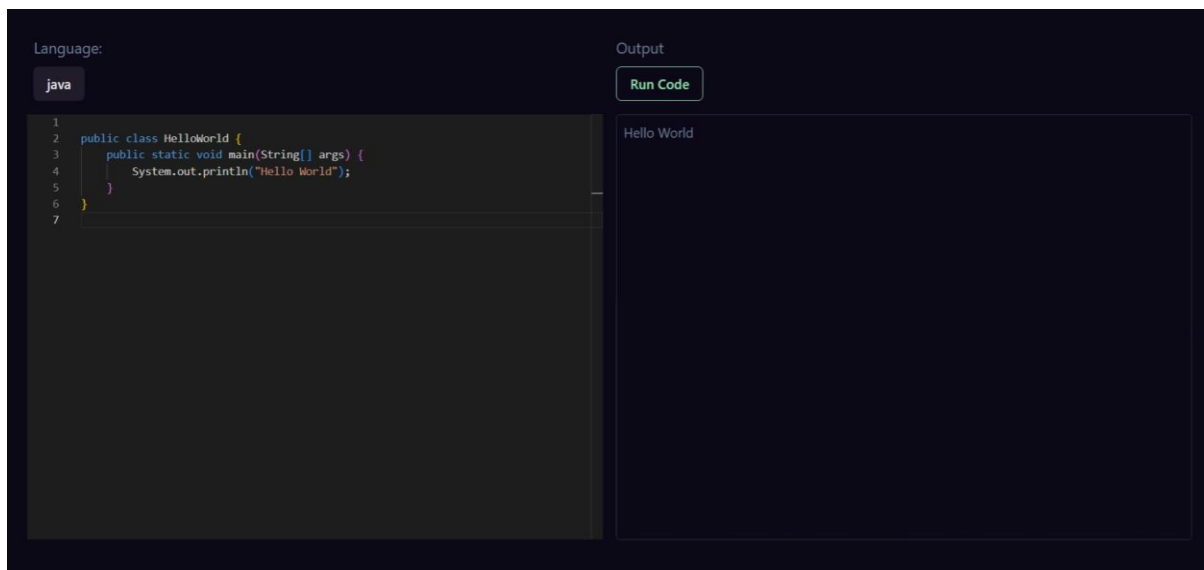 Language:
java
1
2 public class HelloWorld {
3     public static void main(String[] args) {
4         System.out.println("Hello World");
5     }
6 }
7
Output
Run Code
Hello World